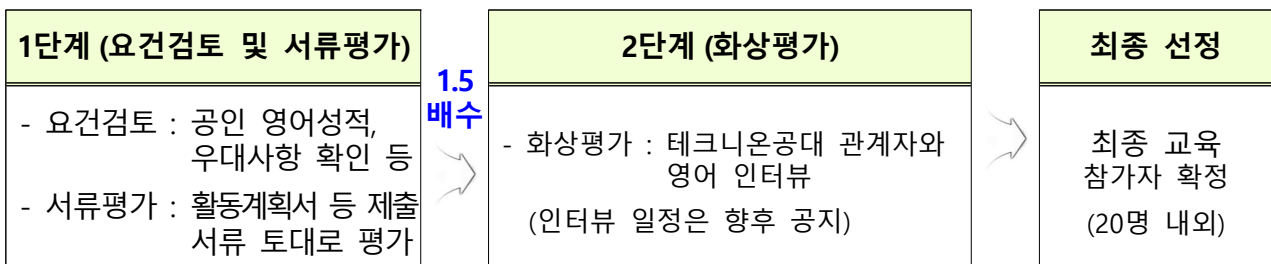 1단계 (요건검토 및 서류평가)
- 요건검토 : 공인 영어성적,
우대사항 확인 등
- 서류평가 : 활동계획서 등 제출
서류 토대로 평가
1.5
배수
2단계 (화상평가)
- 화상평가 : 테크니온공대 관계자와
영어 인터뷰
(인터뷰 일정은 향후 공지)
최종 선정
최종 교육
참가자 확정
(20명 내외)